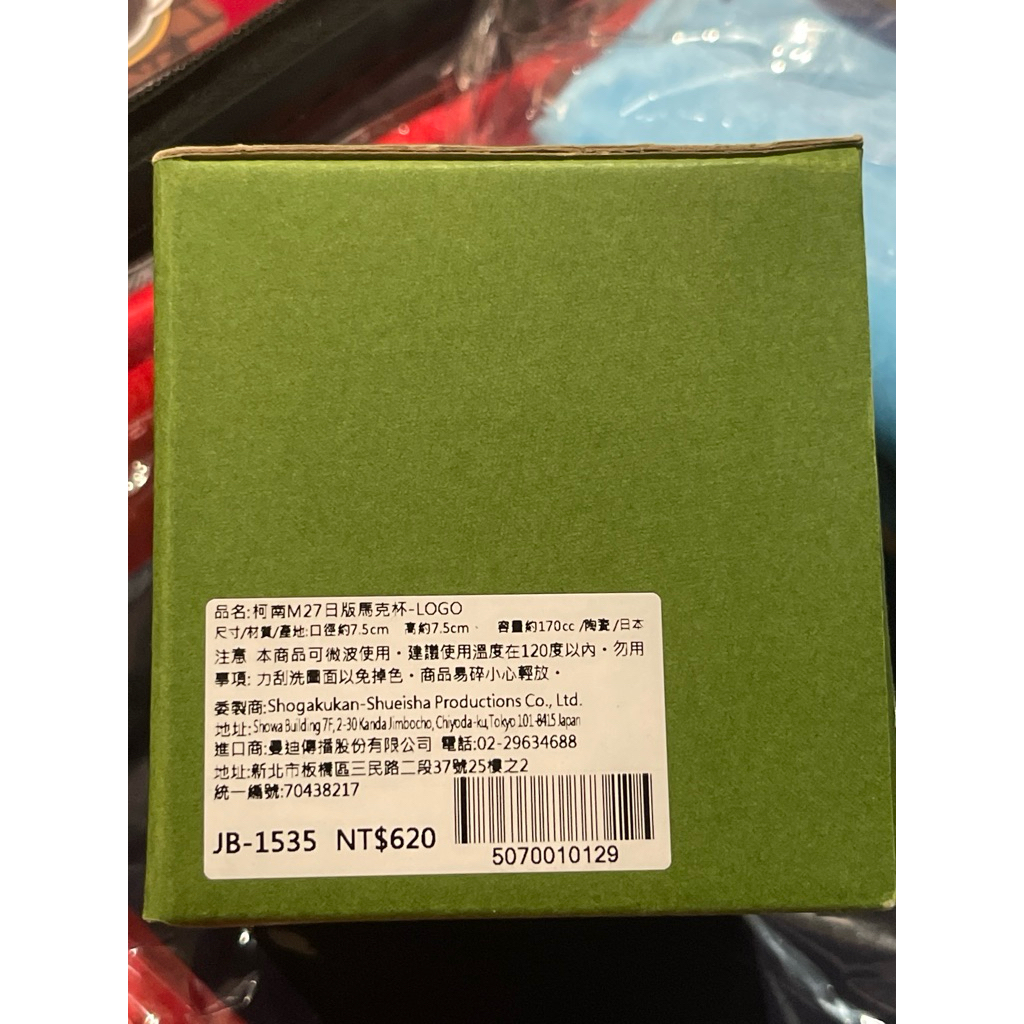 品名:柯南M27日版馬克杯-LOGO
尺寸/材質/產地:口徑約7.5cm 高約7.5cm、 容量約170cc /陶瓷 /日本
注意 本商品可微波使用。建議使用溫度在120度以內。勿用
事項: 力刮洗圖面以免掉色。商品易碎小心輕放。
委製商:Shogakukan-Shueisha Productions Co., Ltd.
地址:Showa Building 7F, 2-30 Kanda Jimbocho, Chiyoda-ku, Tokyo 101-8415 Japan
進口商:曼迪傳播股份有限公司 電話:02-29634688
地址:新北市板橋區三民路二段37號25樓之2
統一編號:70438217
JB-1535 NT$620
5070010129